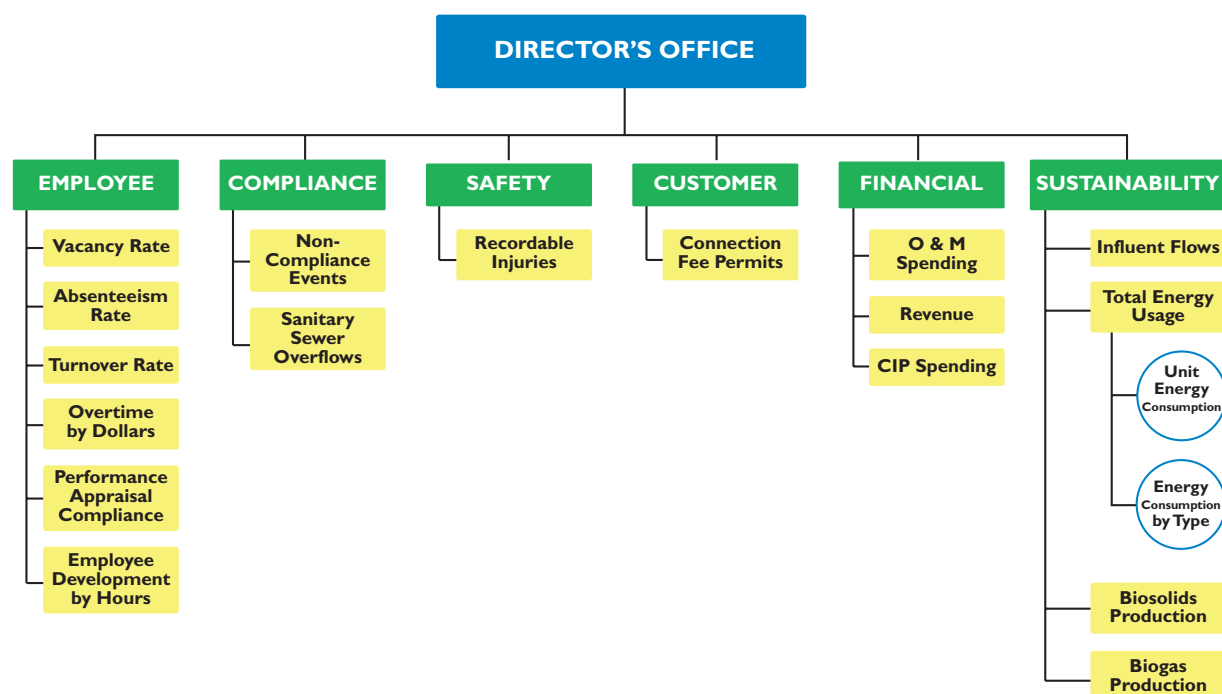 DIRECTOR’S OFFICE
EMPLOYEE
Vacancy Rate
Absenteeism
Rate
Turnover Rate
Overtime
by Dollars
Performance
Appraisal
Compliance
Employee
Development
by Hours
COMPLIANCE
Non-
Compliance
Events
Sanitary
Sewer
Overflows
SAFETY
Recordable
Injuries
CUSTOMER
Connection
Fee Permits
FINANCIAL
O & M
Spending
Revenue
CIP Spending
SUSTAINABILITY
Influent Flows
Total Energy
Usage
Unit
Energy
Consumption
Energy
Consumption
by Type
Biosolids
Production
Biogas
Production